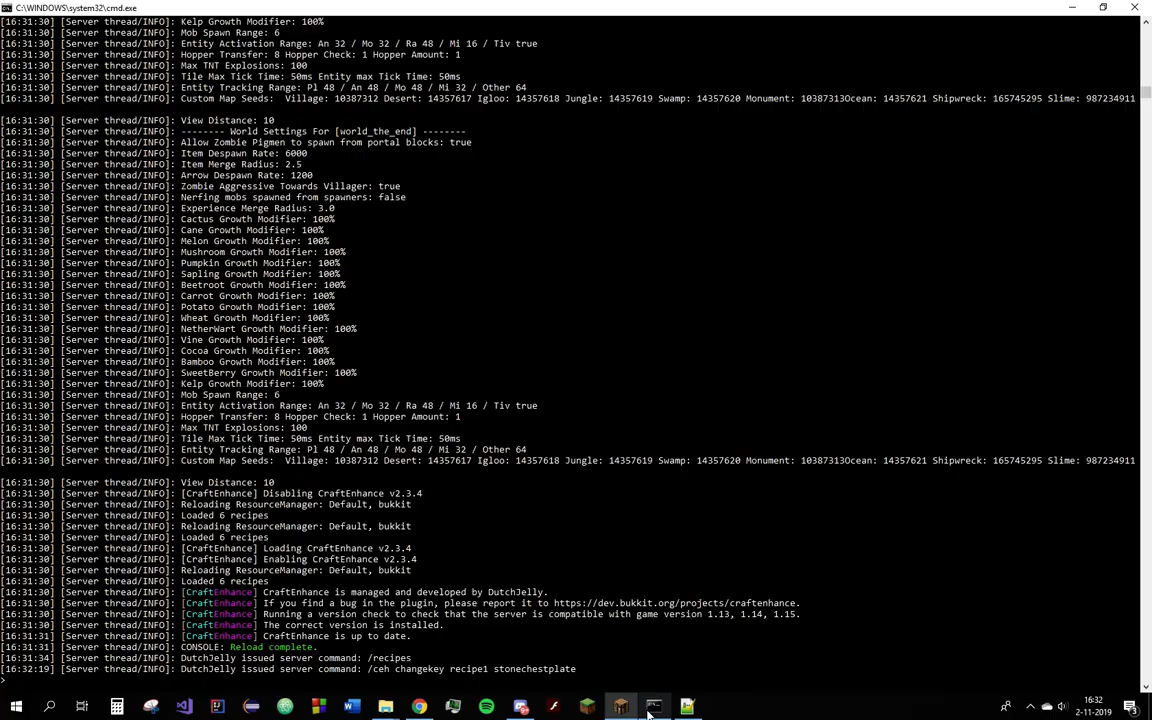 C:\WINDOWS\system32\cmd.exe
[16:31:30] [Server thread/INFO]: Kelp Growth Modifier: 100%
[16:31:30] [Server thread/INFO]: Mob Spawn Range: 6
[16:31:30] [Server thread/INFO]: Entity Activation Range: An 32 / Mo 32 / Ra 48 / Mi 16 / Tiv true
[16:31:30] [Server thread/INFO]: Hopper Transfer: 8 Hopper Check: 1 Hopper Amount: 1
[16:31:30] [Server thread/INFO]: Max TNT Explosions: 100
[16:31:30] [Server thread/INFO]: Tile Max Tick Time: 50ms Entity max Tick Time: 50ms
[16:31:30] [Server thread/INFO]: Entity Tracking Range: Pl 48 / An 48 / Mo 48 / Mi 32 / Other 64
[16:31:30] [Server thread/INFO]: Custom Map Seeds:  Village: 10387312 Desert: 14357617 Igloo: 14357618 Jungle: 14357619 Swamp: 14357620 Monument: 10387313Ocean: 14357621 Shipwreck: 165745295 Slime: 987234911
[16:31:30] [Server thread/INFO]: View Distance: 10
[16:31:30] [Server thread/INFO]: -------- World Settings For [world_the_end] --------
[16:31:30] [Server thread/INFO]: Allow Zombie Pigmen to spawn from portal blocks: true
[16:31:30] [Server thread/INFO]: Item Despawn Rate: 6000
[16:31:30] [Server thread/INFO]: Item Merge Radius: 2.5
[16:31:30] [Server thread/INFO]: Arrow Despawn Rate: 1200
[16:31:30] [Server thread/INFO]: Zombie Aggressive Towards Villager: true
[16:31:30] [Server thread/INFO]: Nerfing mobs spawned from spawners: false
[16:31:30] [Server thread/INFO]: Experience Merge Radius: 3.0
[16:31:30] [Server thread/INFO]: Cactus Growth Modifier: 100%
[16:31:30] [Server thread/INFO]: Cane Growth Modifier: 100%
[16:31:30] [Server thread/INFO]: Melon Growth Modifier: 100%
[16:31:30] [Server thread/INFO]: Mushroom Growth Modifier: 100%
[16:31:30] [Server thread/INFO]: Pumpkin Growth Modifier: 100%
[16:31:30] [Server thread/INFO]: Sapling Growth Modifier: 100%
[16:31:30] [Server thread/INFO]: Beetroot Growth Modifier: 100%
[16:31:30] [Server thread/INFO]: Carrot Growth Modifier: 100%
[16:31:30] [Server thread/INFO]: Potato Growth Modifier: 100%
[16:31:30] [Server thread/INFO]: Wheat Growth Modifier: 100%
[16:31:30] [Server thread/INFO]: NetherWart Growth Modifier: 100%
[16:31:30] [Server thread/INFO]: Vine Growth Modifier: 100%
[16:31:30] [Server thread/INFO]: Cocoa Growth Modifier: 100%
[16:31:30] [Server thread/INFO]: Bamboo Growth Modifier: 100%
[16:31:30] [Server thread/INFO]: SweetBerry Growth Modifier: 100%
[16:31:30] [Server thread/INFO]: Kelp Growth Modifier: 100%
[16:31:30] [Server thread/INFO]: Mob Spawn Range: 6
[16:31:30] [Server thread/INFO]: Entity Activation Range: An 32 / Mo 32 / Ra 48 / Mi 16 / Tiv true
[16:31:30] [Server thread/INFO]: Hopper Transfer: 8 Hopper Check: 1 Hopper Amount: 1
[16:31:30] [Server thread/INFO]: Max TNT Explosions: 100
[16:31:30] [Server thread/INFO]: Tile Max Tick Time: 50ms Entity max Tick Time: 50ms
[16:31:30] [Server thread/INFO]: Entity Tracking Range: Pl 48 / An 48 / Mo 48 / Mi 32 / Other 64
[16:31:30] [Server thread/INFO]: Custom Map Seeds:  Village: 10387312 Desert: 14357617 Igloo: 14357618 Jungle: 14357619 Swamp: 14357620 Monument: 10387313Ocean: 14357621 Shipwreck: 165745295 Slime: 987234911
[16:31:30] [Server thread/INFO]: View Distance: 10
[16:31:30] [Server thread/INFO]: [CraftEnhance] Disabling CraftEnhance v2.3.4
[16:31:30] [Server thread/INFO]: Reloading ResourceManager: Default, bukkit
[16:31:30] [Server thread/INFO]: Loaded 6 recipes
[16:31:30] [Server thread/INFO]: Reloading ResourceManager: Default, bukkit
[16:31:30] [Server thread/INFO]: Loaded 6 recipes
[16:31:30] [Server thread/INFO]: [CraftEnhance] Loading CraftEnhance v2.3.4
[16:31:30] [Server thread/INFO]: [CraftEnhance] Enabling CraftEnhance v2.3.4
[16:31:30] [Server thread/INFO]: Reloading ResourceManager: Default, bukkit
[16:31:30] [Server thread/INFO]: Loaded 6 recipes
[16:31:30] [Server thread/INFO]: [CraftEnhance] CraftEnhance is managed and developed by DutchJelly.
[16:31:30] [Server thread/INFO]: [CraftEnhance] If you find a bug in the plugin, please report it to https://dev.bukkit.org/projects/craftenhance.
[16:31:30] [Server thread/INFO]: [CraftEnhance] Running a version check to check that the server is compatible with game version 1.13, 1.14, 1.15.
[16:31:30] [Server thread/INFO]: [CraftEnhance] The correct version is installed.
[16:31:31] [Server thread/INFO]: [CraftEnhance] CraftEnhance is up to date.
[16:31:31] [Server thread/INFO]: CONSOLE: Reload complete.
[16:31:34] [Server thread/INFO]: DutchJelly issued server command: /recipes
[16:32:19] [Server thread/INFO]: DutchJelly issued server command: /ceh changekey recipe1 stonechestplate
>
16:32
2-11-2019
3